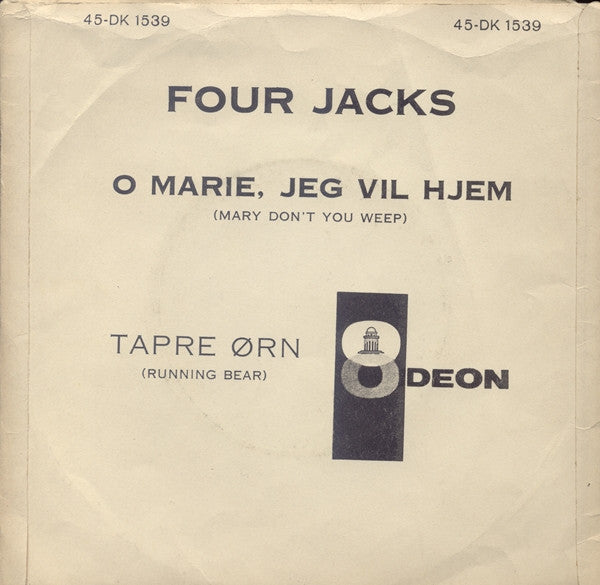 45-DK 1539
45-DK 1539
FOUR JACKS
O MARIE, JEG VIL HJEM
(MARY DON'T YOU WEEP)
TAPRE ØRN
(RUNNING BEAR)
ODEON